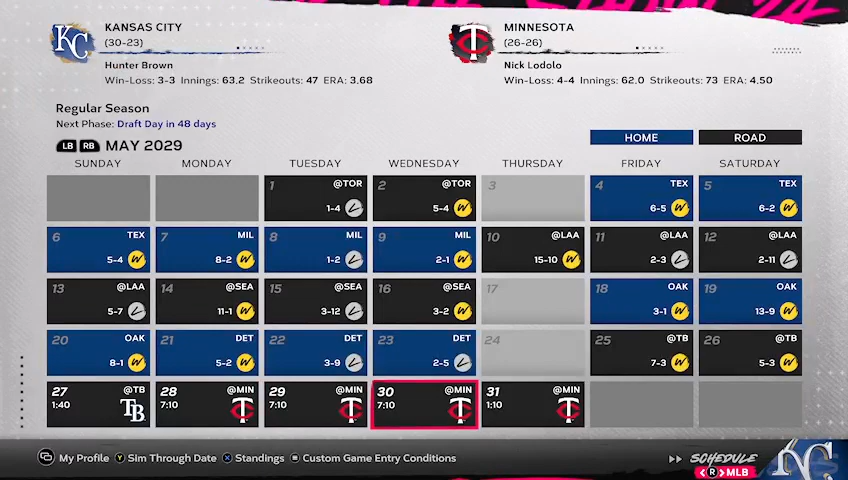 KANSAS CITY
(30-23)
Hunter Brown
Win-Loss: 3-3 Innings: 63.2 Strikeouts: 47 ERA: 3.68
MINNESOTA
(26-26)
Nick Lodolo
Win-Loss: 4-4 Innings: 62.0 Strikeouts: 73 ERA: 4.50
Regular Season
Next Phase: Draft Day in 48 days
LB RB MAY 2029
HOME ROAD
SUNDAY MONDAY TUESDAY WEDNESDAY THURSDAY FRIDAY SATURDAY
1 @TOR 2 @TOR 3 4 TEX 5 TEX
1-4 L 5-4 W 6-5 W 6-2 W
6 TEX 7 MIL 8 MIL 9 MIL 10 @LAA 11 @LAA 12 @LAA
5-4 W 8-2 W 1-2 L 2-1 W 15-10 W 2-3 L 2-11 L
13 @LAA 14 @SEA 15 @SEA 16 @SEA 17 18 OAK 19 OAK
5-7 L 11-1 W 3-12 L 3-2 W 3-1 W 13-9 W
20 OAK 21 DET 22 DET 23 DET 24 25 @TB 26 @TB
8-1 W 5-2 W 3-9 L 2-5 L 7-3 W 5-3 W
27 @TB 28 @MIN 29 @MIN 30 @MIN 31 @MIN
1:40 TB 7:10 7:10 7:10 1:10
My Profile Y Sim Through Date X Standings Custom Game Entry Conditions
SCHEDULE
R MLB
KC